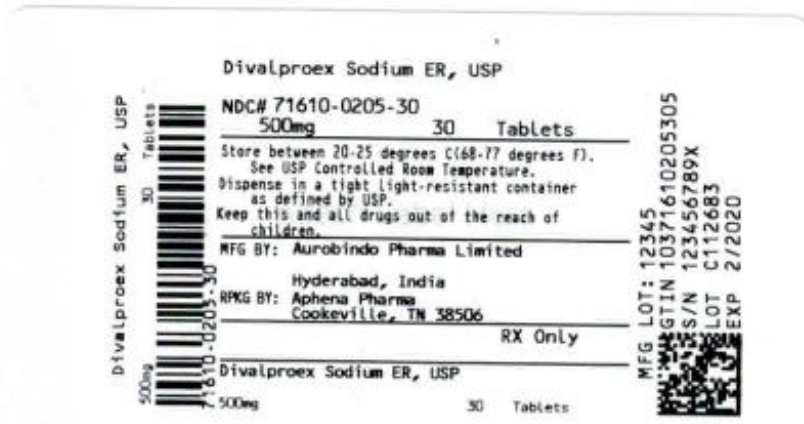 Divalproex Sodium ER, USP
NDC# 71610-0205-30
500mg 30 Tablets
Store between 20-25 degrees C(68-77 degrees F).
See USP Controlled Room Temperature.
Dispense in a tight light-resistant container
as defined by USP.
Keep this and all drugs out of the reach of
children.
MFG BY: Aurobindo Pharma Limited
Hyderabad, India
RPKG BY: Aphena Pharma
Cookeville, TN 38506
RX Only
Divalproex Sodium ER, USP
500mg 30 Tablets
Divalproex Sodium ER, USP
500mg 30 Tablets
71610-0205-30
MFG LOT: 12345
GTIN 10371610205305
S/N 123456789X
LOT C112683
EXP 2/2020